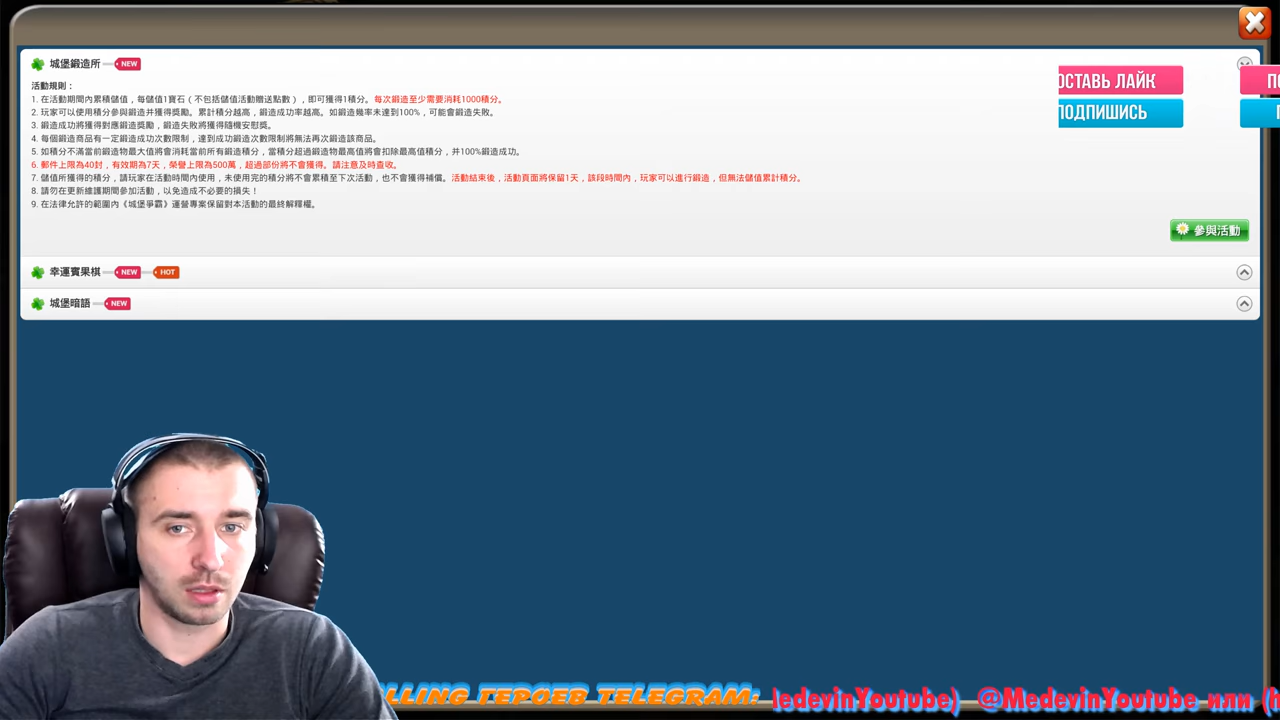 城堡鍛造所 NEW
活動規則：
1. 在活動期間內累積儲值，每儲值1寶石（不包括儲值活動贈送點數），即可獲得1積分。每次鍛造至少需要消耗1000積分。
2. 玩家可以使用積分參與鍛造并獲得獎勵。累計積分越高，鍛造成功率越高。如鍛造幾率未達到100%，可能會鍛造失敗。
3. 鍛造成功將獲得對應鍛造獎勵，鍛造失敗將獲得隨機安慰獎。
4. 每個鍛造商品有一定鍛造成功次數限制，達到成功鍛造次數限制將無法再次鍛造該商品。
5. 如積分不滿當前鍛造物最大值將會消耗當前所有鍛造積分，當積分超過鍛造物最高值將會扣除最高值積分，并100%鍛造成功。
6. 郵件上限為40封，有效期為7天，榮譽上限為500萬，超過部份將不會獲得。請注意及時查收。
7. 儲值所獲得的積分，請玩家在活動時間內使用，未使用完的積分將不會累積至下次活動，也不會獲得補償。活動結束後，活動頁面將保留1天，該段時間內，玩家可以進行鍛造，但無法儲值累計積分。
8. 請勿在更新維護期間參加活動，以免造成不必要的損失！
9. 在法律允許的範圍內《城堡爭霸》運營專案保留對本活動的最終解釋權。
ОСТАВЬ ЛАЙК
ПОДПИШИСЬ
參與活動
幸運賓果棋 NEW HOT
城堡暗語 NEW
LLING ГЕРОЕВ TELEGRAM: edevinYoutube) @MedevinYoutube или (